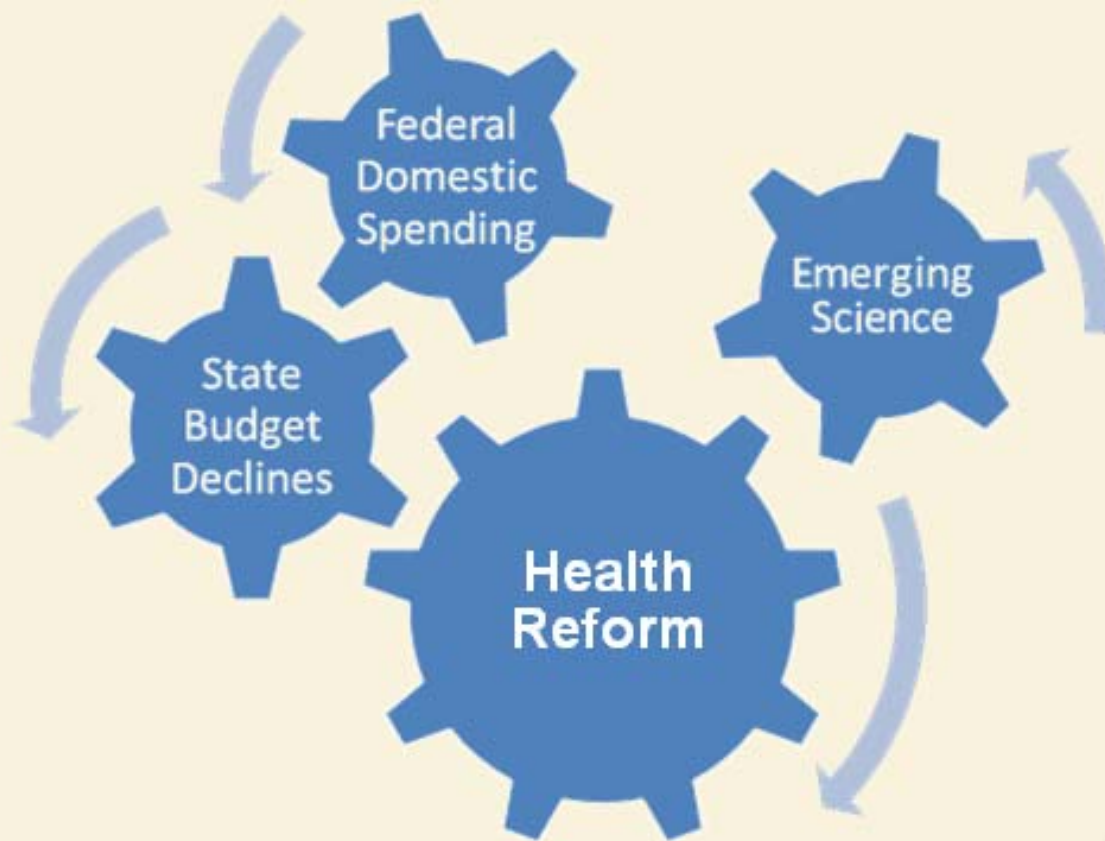 Federal
Domestic
Spending
Emerging
Science
State
Budget
Declines
Health
Reform